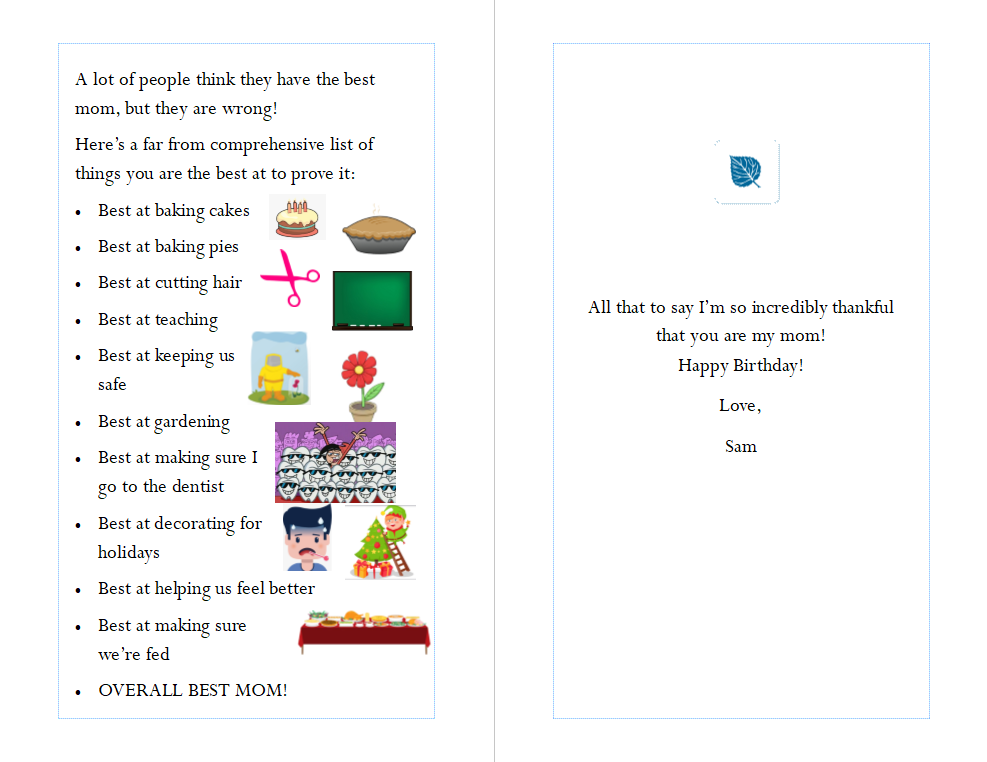 A lot of people think they have the best
mom, but they are wrong!
Here’s a far from comprehensive list of
things you are the best at to prove it:
• Best at baking cakes
• Best at baking pies
• Best at cutting hair
• Best at teaching
• Best at keeping us
safe
• Best at gardening
• Best at making sure I
go to the dentist
• Best at decorating for
holidays
• Best at helping us feel better
• Best at making sure
we’re fed
• OVERALL BEST MOM!
All that to say I’m so incredibly thankful
that you are my mom!
Happy Birthday!
Love,
Sam